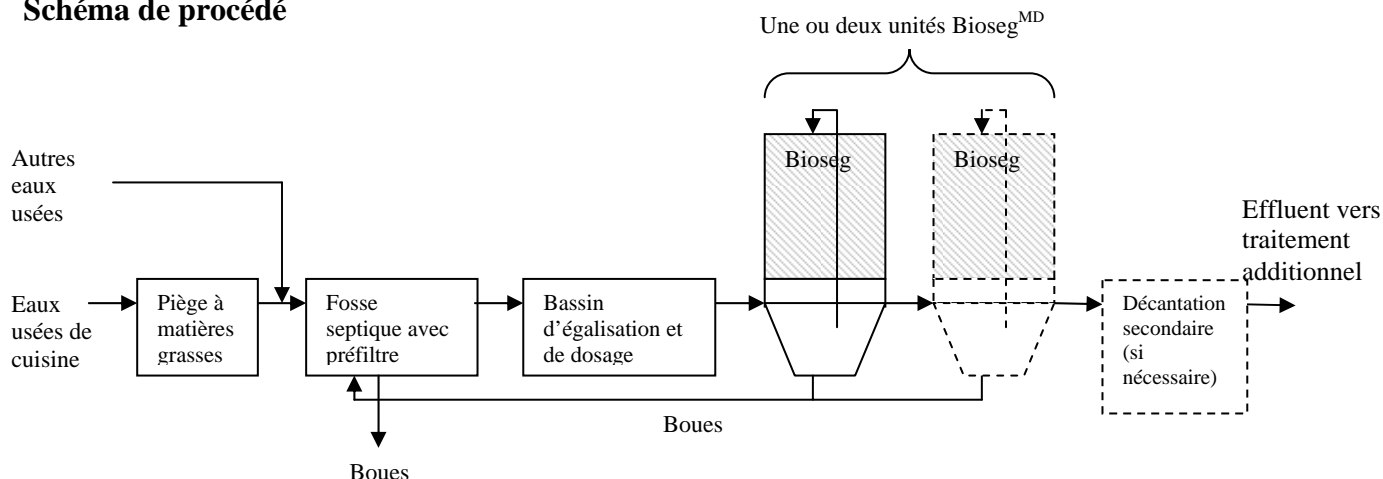 Schéma de procédé
Une ou deux unités Bioseg^MD
Autres
eaux
usées
Bioseg
Bioseg
Effluent vers
traitement
additionnel
Eaux
usées de
cuisine
Piège à
matières
grasses
Fosse
septique avec
préfiltre
Bassin
d'égalisation et
de dosage
Décantation
secondaire
(si
nécessaire)
Boues
Boues